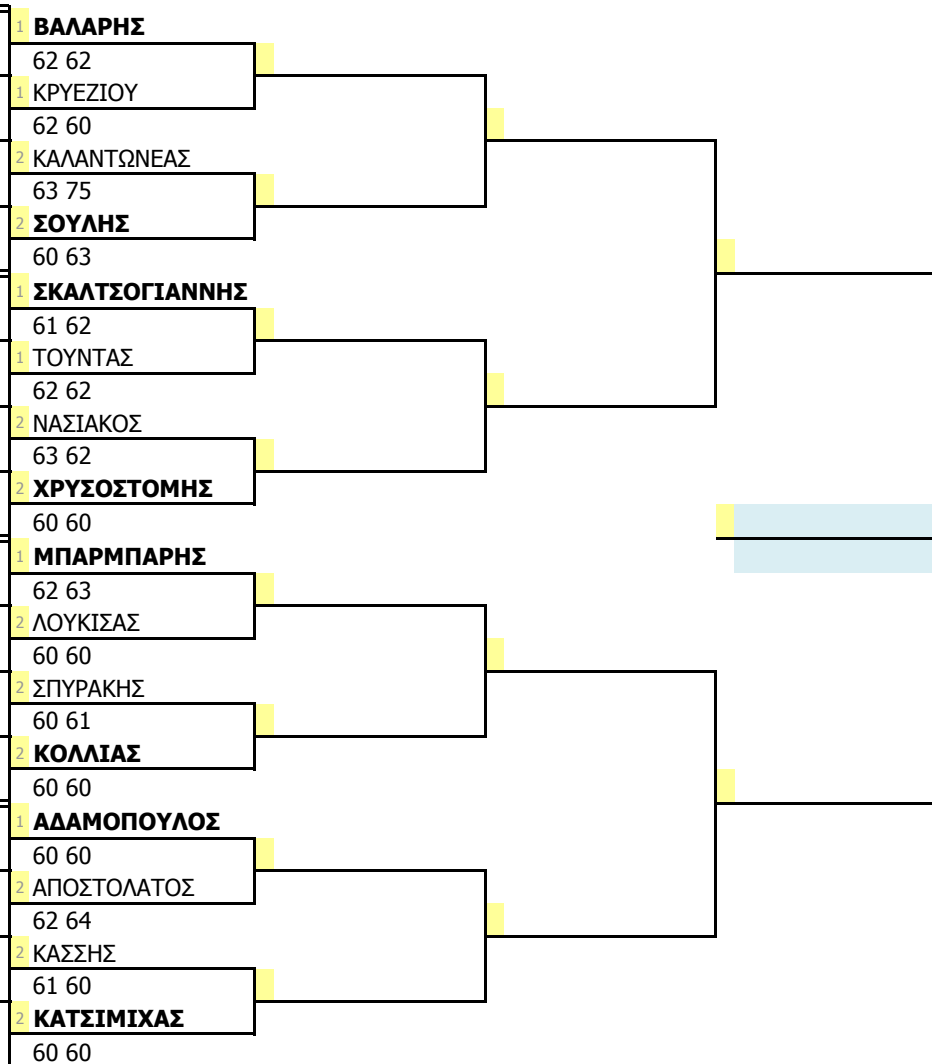 1 ΒΑΛΑΡΗΣ
62 62
1 ΚΡΥΕΖΙΟΥ
62 60
2 ΚΑΛΑΝΤΩΝΕΑΣ
63 75
2 ΣΟΥΛΗΣ
60 63
1 ΣΚΑΛΤΣΟΓΙΑΝΝΗΣ
61 62
1 ΤΟΥΝΤΑΣ
62 62
2 ΝΑΣΙΑΚΟΣ
63 62
2 ΧΡΥΣΟΣΤΟΜΗΣ
60 60
1 ΜΠΑΡΜΠΑΡΗΣ
62 63
2 ΛΟΥΚΙΣΑΣ
60 60
2 ΣΠΥΡΑΚΗΣ
60 61
2 ΚΟΛΛΙΑΣ
60 60
1 ΑΔΑΜΟΠΟΥΛΟΣ
60 60
2 ΑΠΟΣΤΟΛΑΤΟΣ
62 64
2 ΚΑΣΣΗΣ
61 60
2 ΚΑΤΣΙΜΙΧΑΣ
60 60